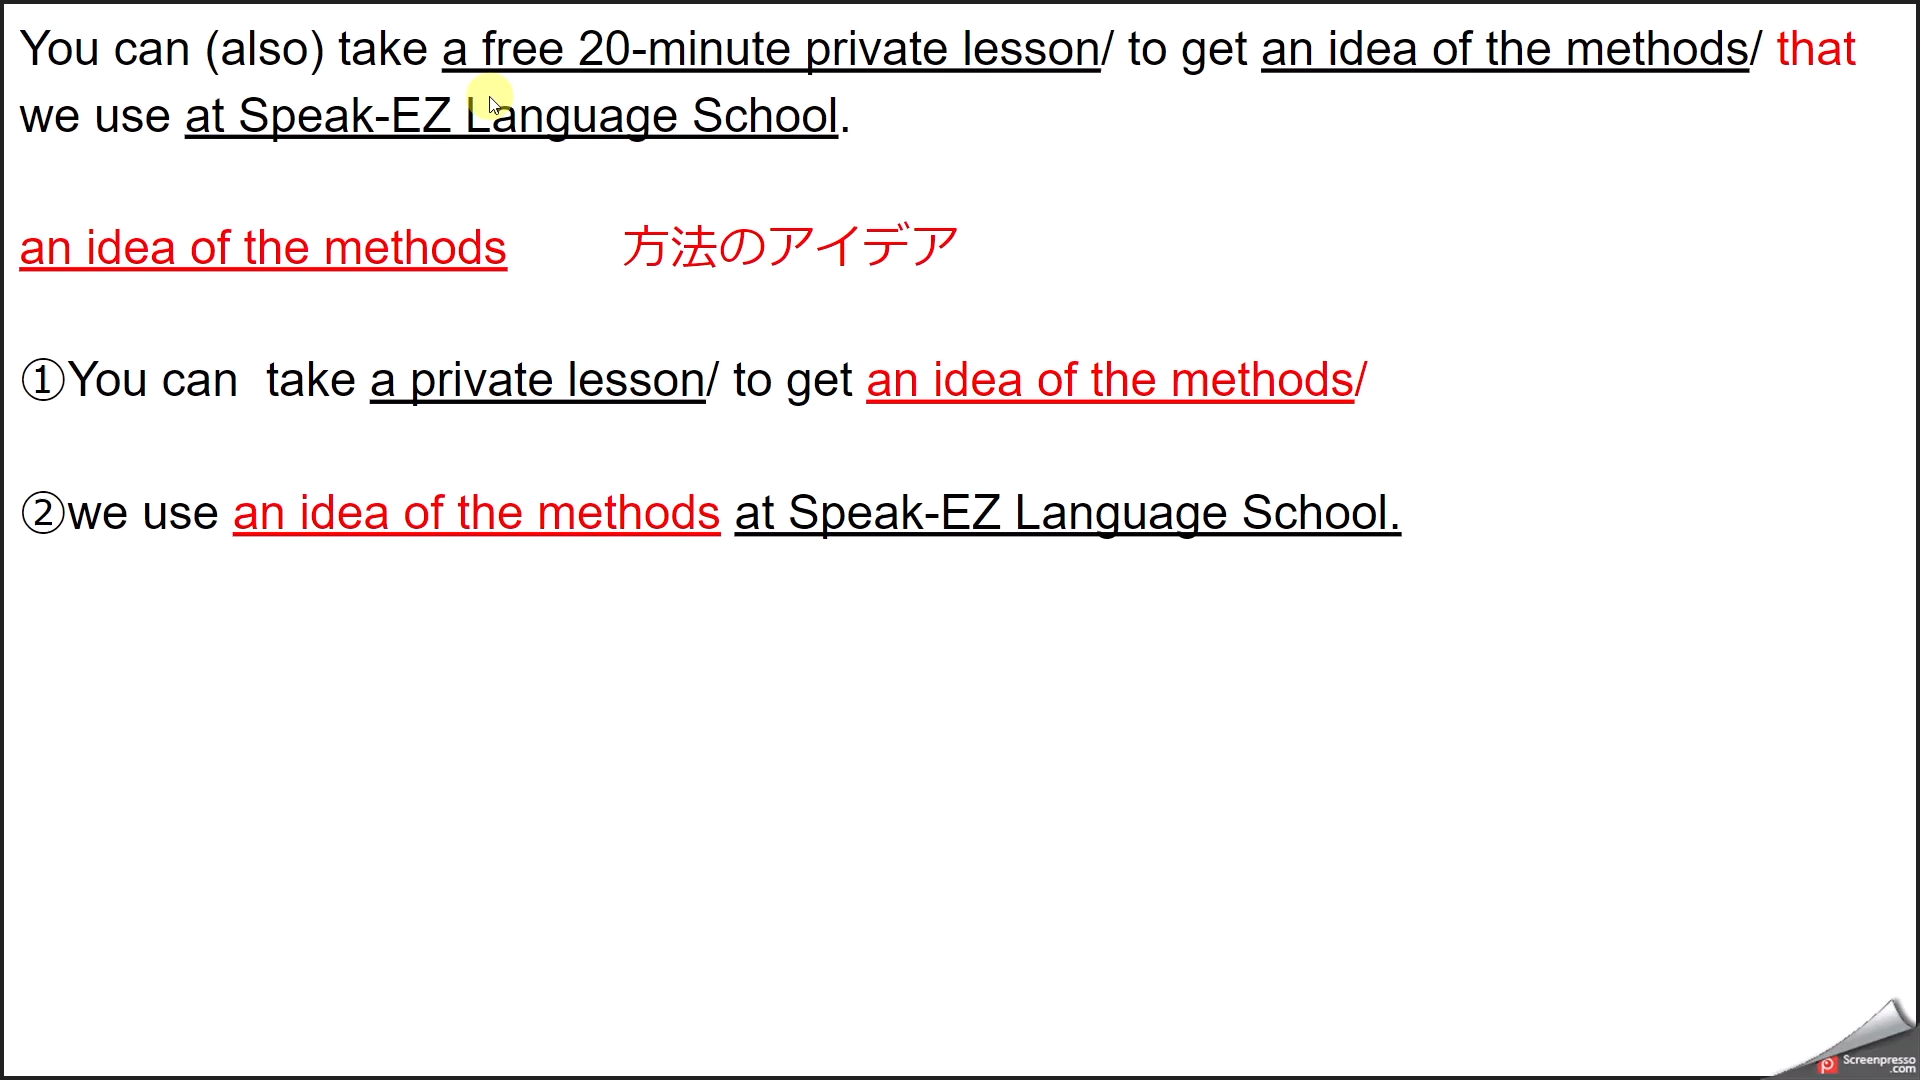 You can (also) take a free 20-minute private lesson/ to get an idea of the methods/ that
we use at Speak-EZ Language School.
an idea of the methods 方法のアイデア
①You can take a private lesson/ to get an idea of the methods/
②we use an idea of the methods at Speak-EZ Language School.
Screenpresso
.com